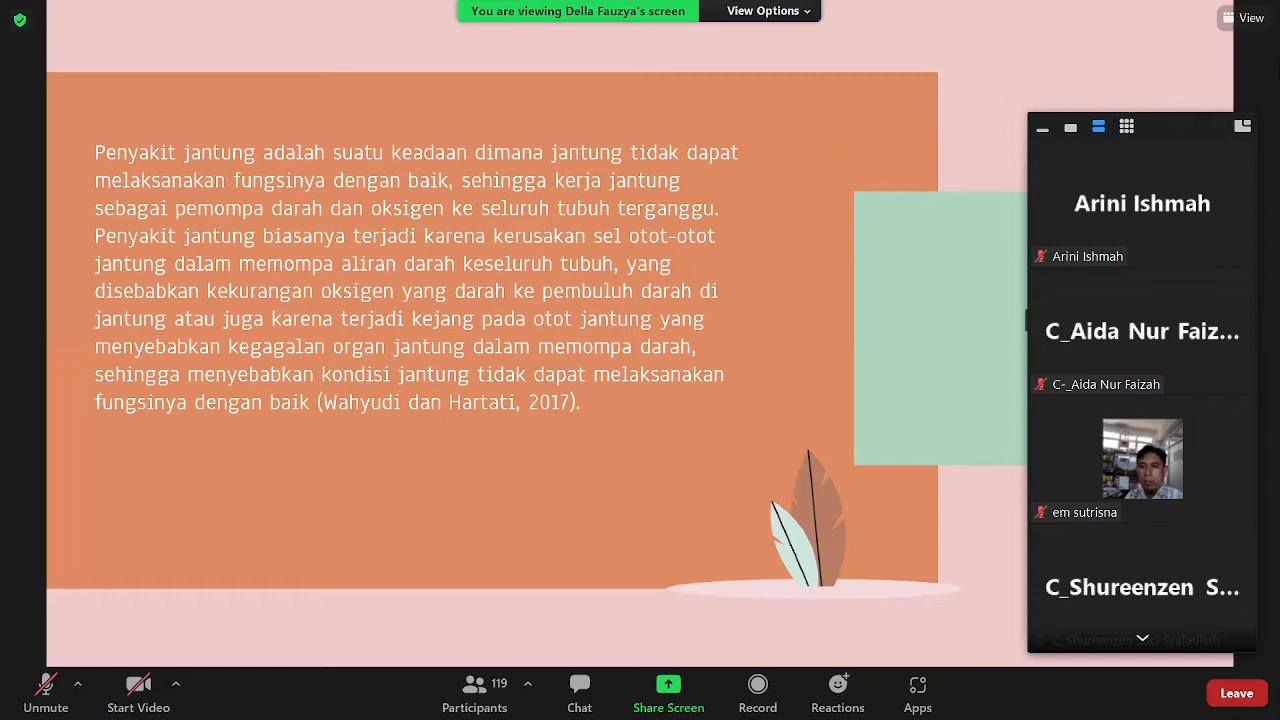 You are viewing Della Fauzya's screen
View Options
View
Penyakit jantung adalah suatu keadaan dimana jantung tidak dapat
melaksanakan fungsinya dengan baik, sehingga kerja jantung
sebagai pemompa darah dan oksigen ke seluruh tubuh terganggu.
Penyakit jantung biasanya terjadi karena kerusakan sel otot-otot
jantung dalam memompa aliran darah keseluruh tubuh, yang
disebabkan kekurangan oksigen yang darah ke pembuluh darah di
jantung atau juga karena terjadi kejang pada otot jantung yang
menyebabkan kegagalan organ jantung dalam memompa darah,
sehingga menyebabkan kondisi jantung tidak dapat melaksanakan
fungsinya dengan baik (Wahyudi dan Hartati, 2017).
Arini Ishmah
Arini Ishmah
C_Aida Nur Faiz...
C-_Aida Nur Faizah
em sutrisna
C_Shureenzen S...
C_Shureenzen Suci Syafatillah
Unmute
Start Video
119
Participants
Chat
Share Screen
Record
Reactions
Apps
Leave